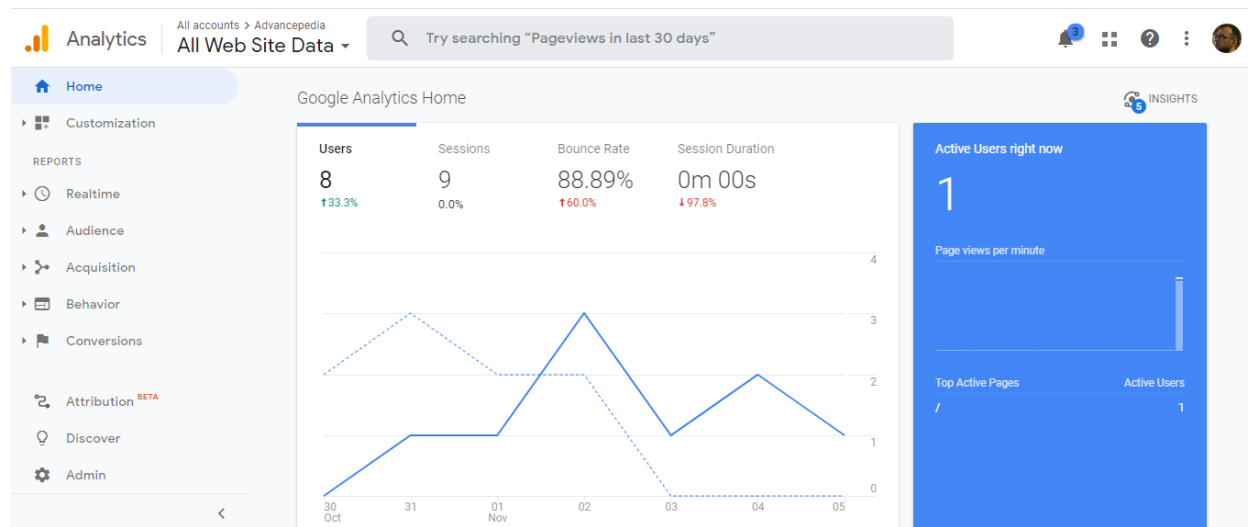 All accounts > Advancepedia
Analytics
All Web Site Data
Try searching “Pageviews in last 30 days”
3
Home
Customization
REPORTS
Realtime
Audience
Acquisition
Behavior
Conversions
Attribution BETA
Discover
Admin
Google Analytics Home
5 INSIGHTS
Users Sessions Bounce Rate Session Duration
8 9 88.89% 0m 00s
↑33.3% 0.0% ↑60.0% ↓97.8%
4
3
2
1
0
30 31 01 02 03 04 05
Oct Nov
Active Users right now
1
Page views per minute
Top Active Pages Active Users
/ 1